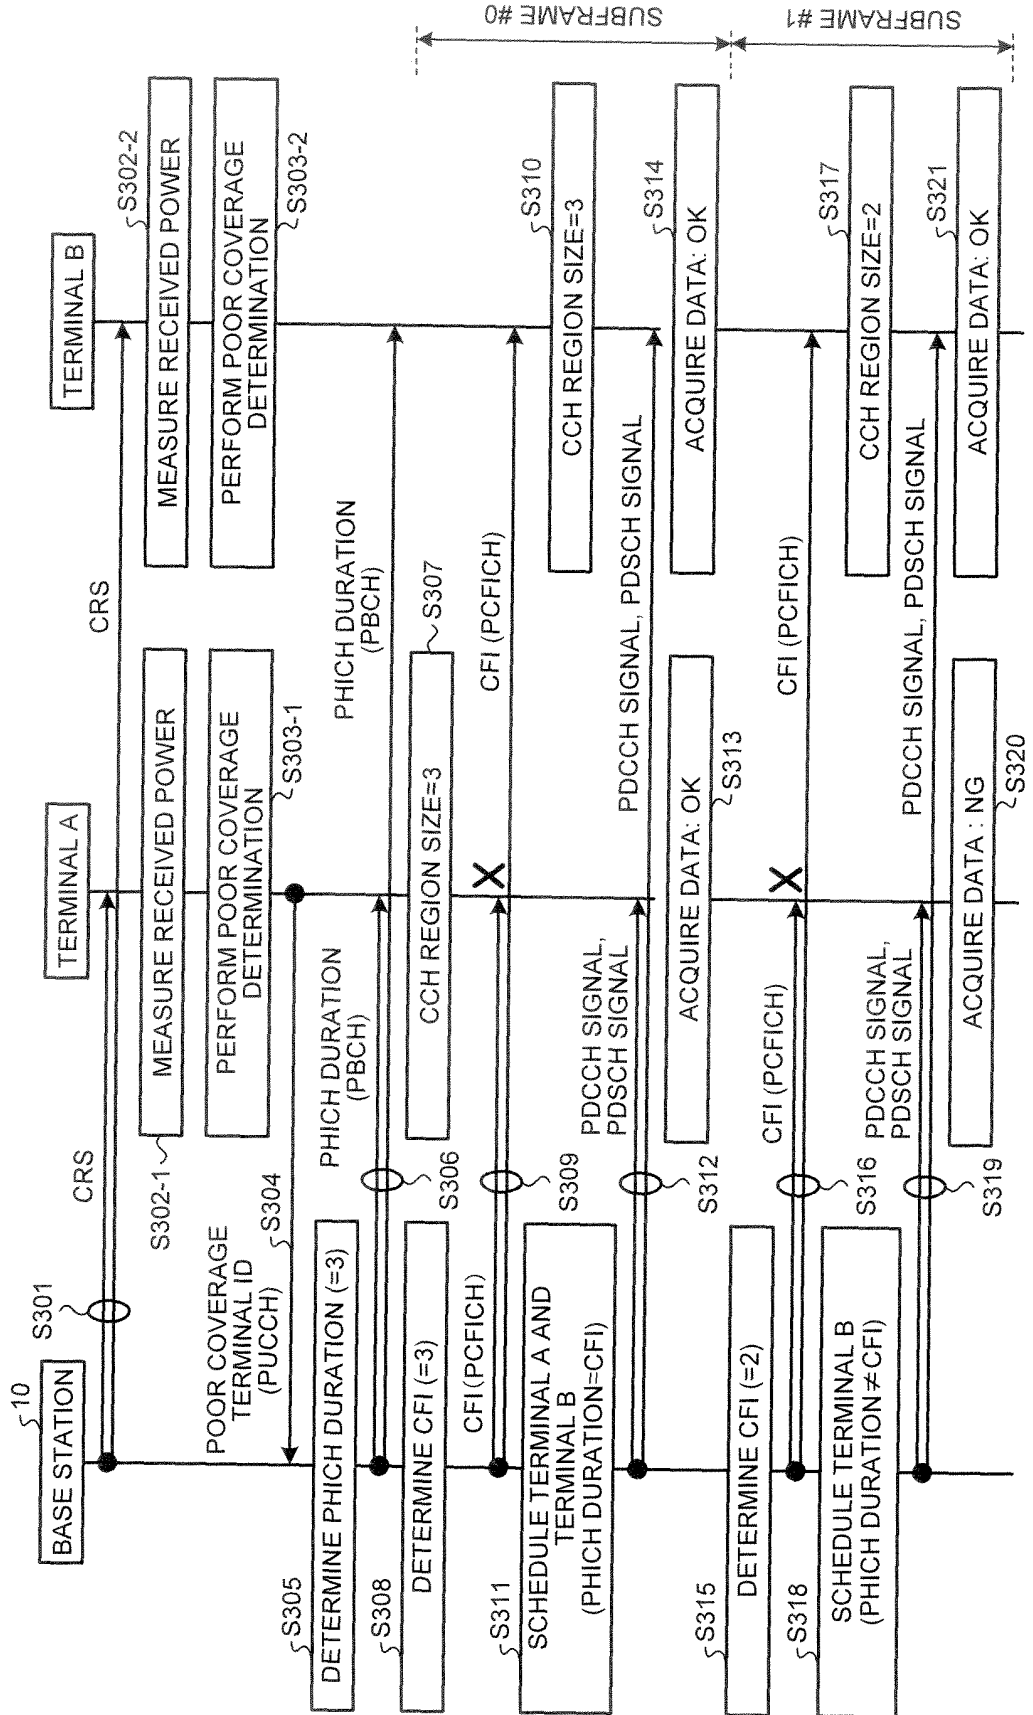 10
BASE STATION
TERMINAL A
TERMINAL B
S301
CRS
CRS
S302-1
MEASURE RECEIVED POWER
MEASURE RECEIVED POWER
S302-2
PERFORM POOR COVERAGE
DETERMINATION
S303-1
PERFORM POOR COVERAGE
DETERMINATION
S303-2
POOR COVERAGE
TERMINAL ID
(PUCCH)
S304
S305
DETERMINE PHICH DURATION (=3)
PHICH DURATION
(PBCH)
S306
PHICH DURATION
(PBCH)
CCH REGION SIZE=3
S307
SUBFRAME #0
S308
DETERMINE CFI (=3)
CFI(PCFICH)
S309
X
CFI (PCFICH)
S310
CCH REGION SIZE=3
S311
SCHEDULE TERMINAL A AND
TERMINAL B
(PHICH DURATION=CFI)
PDCCH SIGNAL,
PDSCH SIGNAL
S312
PDCCH SIGNAL, PDSCH SIGNAL
ACQUIRE DATA: OK
S313
S314
ACQUIRE DATA: OK
SUBFRAME #1
S315
DETERMINE CFI (=2)
CFI (PCFICH)
S316
X
CFI (PCFICH)
S317
CCH REGION SIZE=2
S318
SCHEDULE TERMINAL B
(PHICH DURATION≠CFI)
PDCCH SIGNAL,
PDSCH SIGNAL
S319
PDCCH SIGNAL, PDSCH SIGNAL
ACQUIRE DATA : NG
S320
S321
ACQUIRE DATA: OK